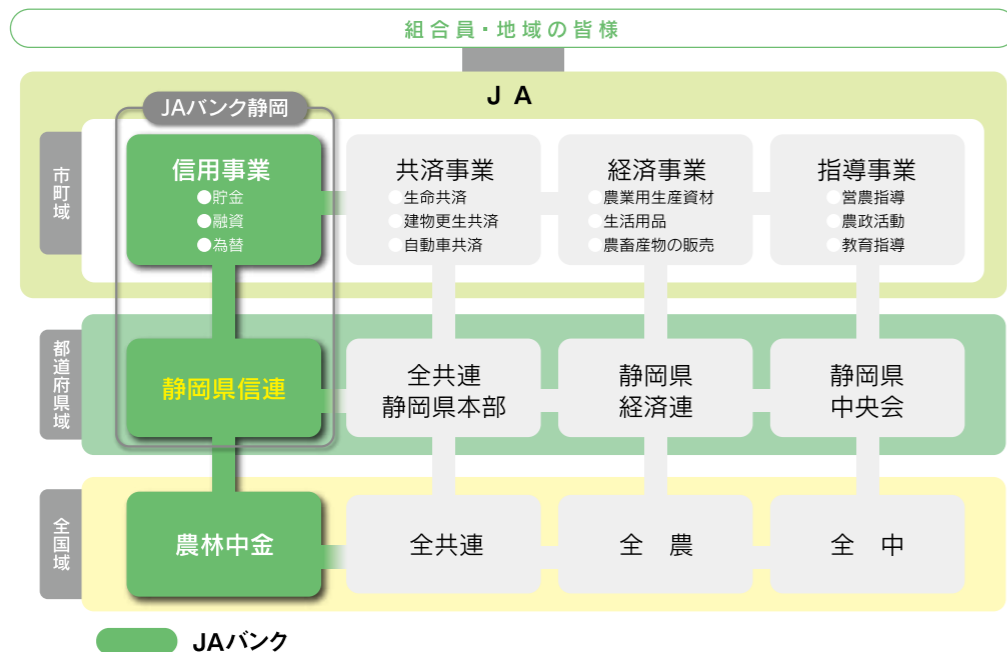 組合員・地域の皆様
JA
JAバンク静岡
市町域
信用事業
●貯金
●融資
●為替
共済事業
●生命共済
●建物更生共済
●自動車共済
経済事業
●農業用生産資材
●生活用品
●農畜産物の販売
指導事業
●営農指導
●農政活動
●教育指導
都道府県域
静岡県信連
全共連
静岡県本部
静岡県
経済連
静岡県
中央会
全国域
農林中金
全共連
全 農
全 中
JAバンク